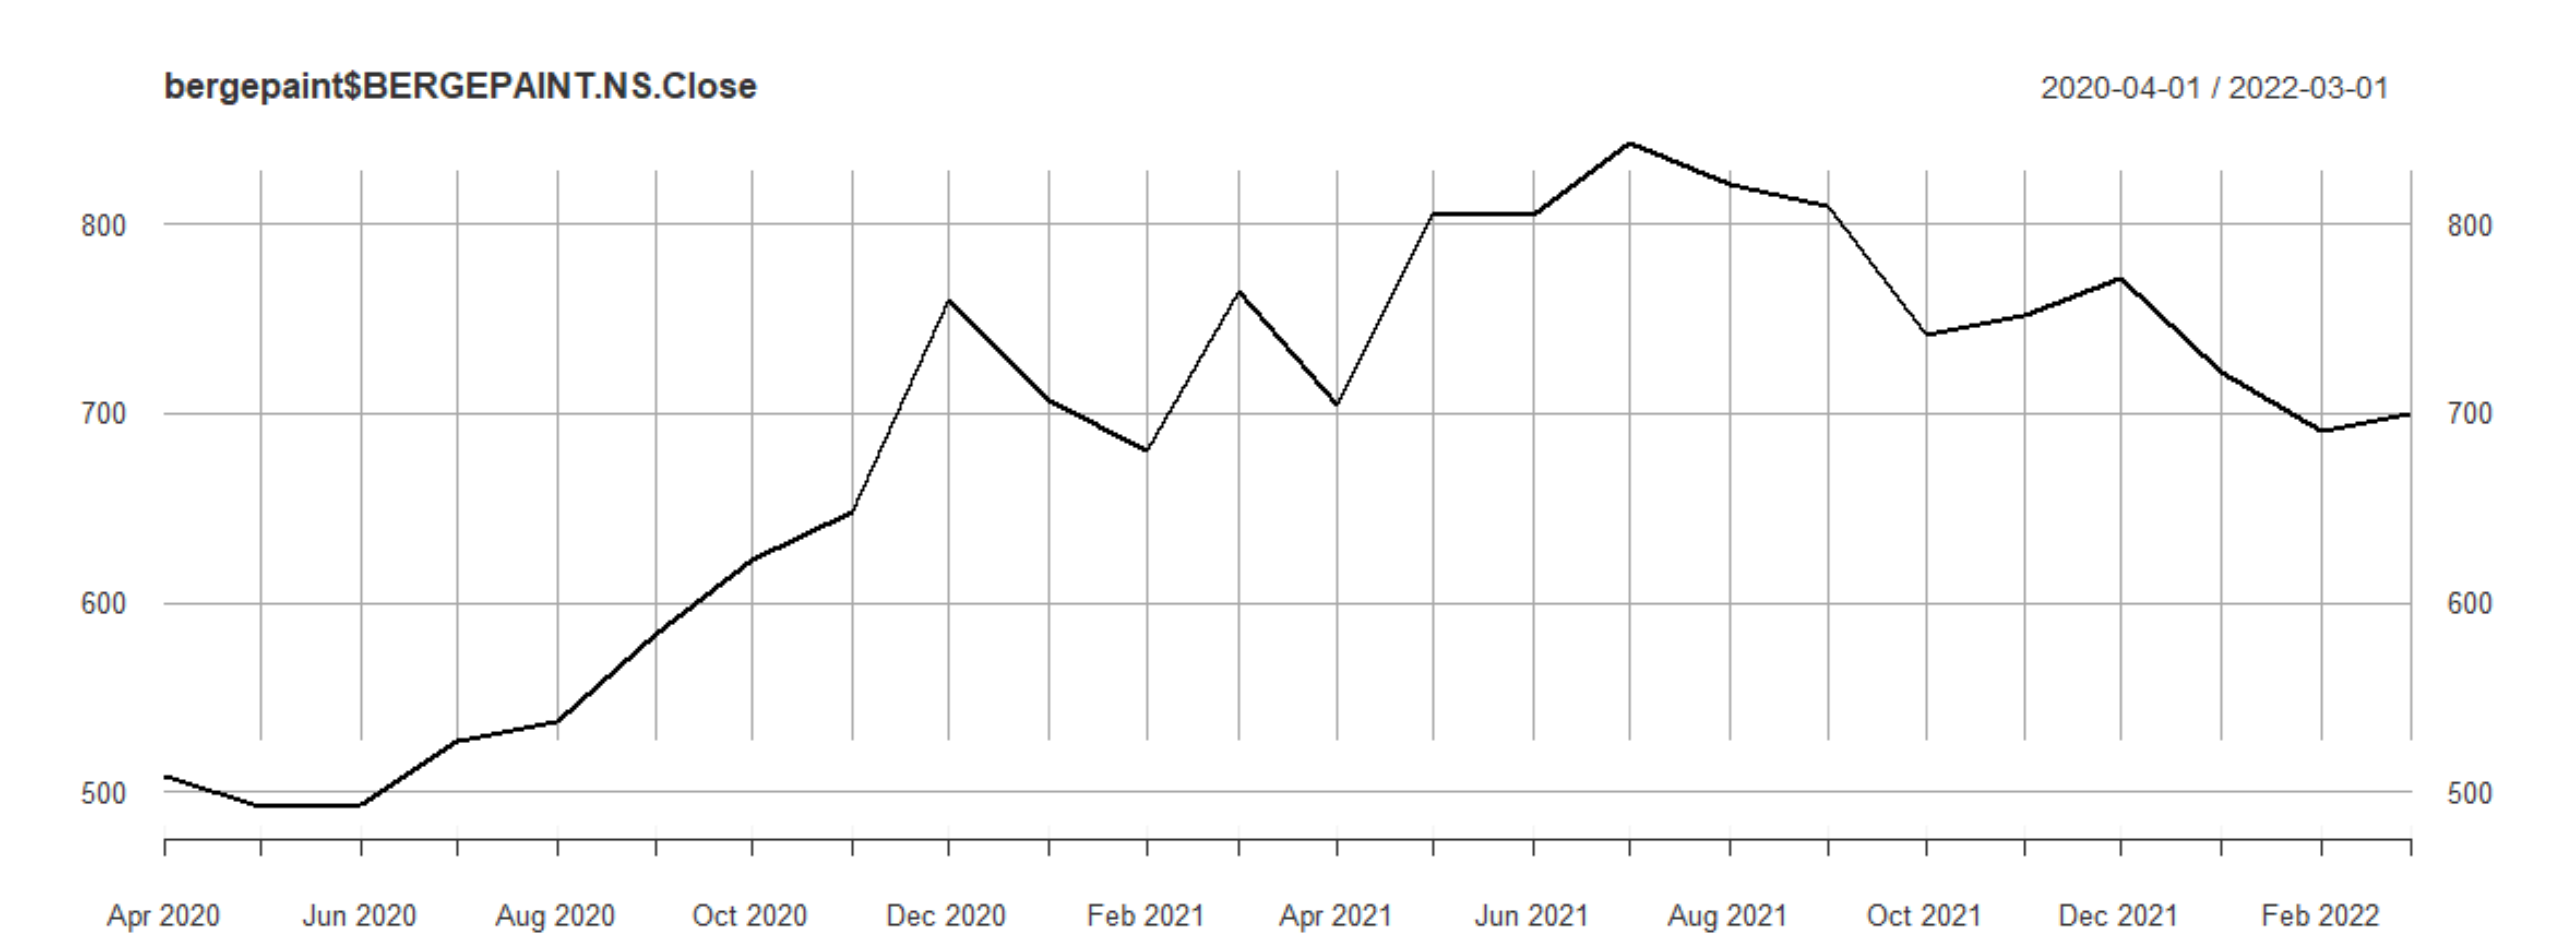 bergepaint$BERGEPAINT.NS.Close 2020-04-01 / 2022-03-01
800 800
700 700
600 600
500 500
Apr 2020 Jun 2020 Aug 2020 Oct 2020 Dec 2020 Feb 2021 Apr 2021 Jun 2021 Aug 2021 Oct 2021 Dec 2021 Feb 2022